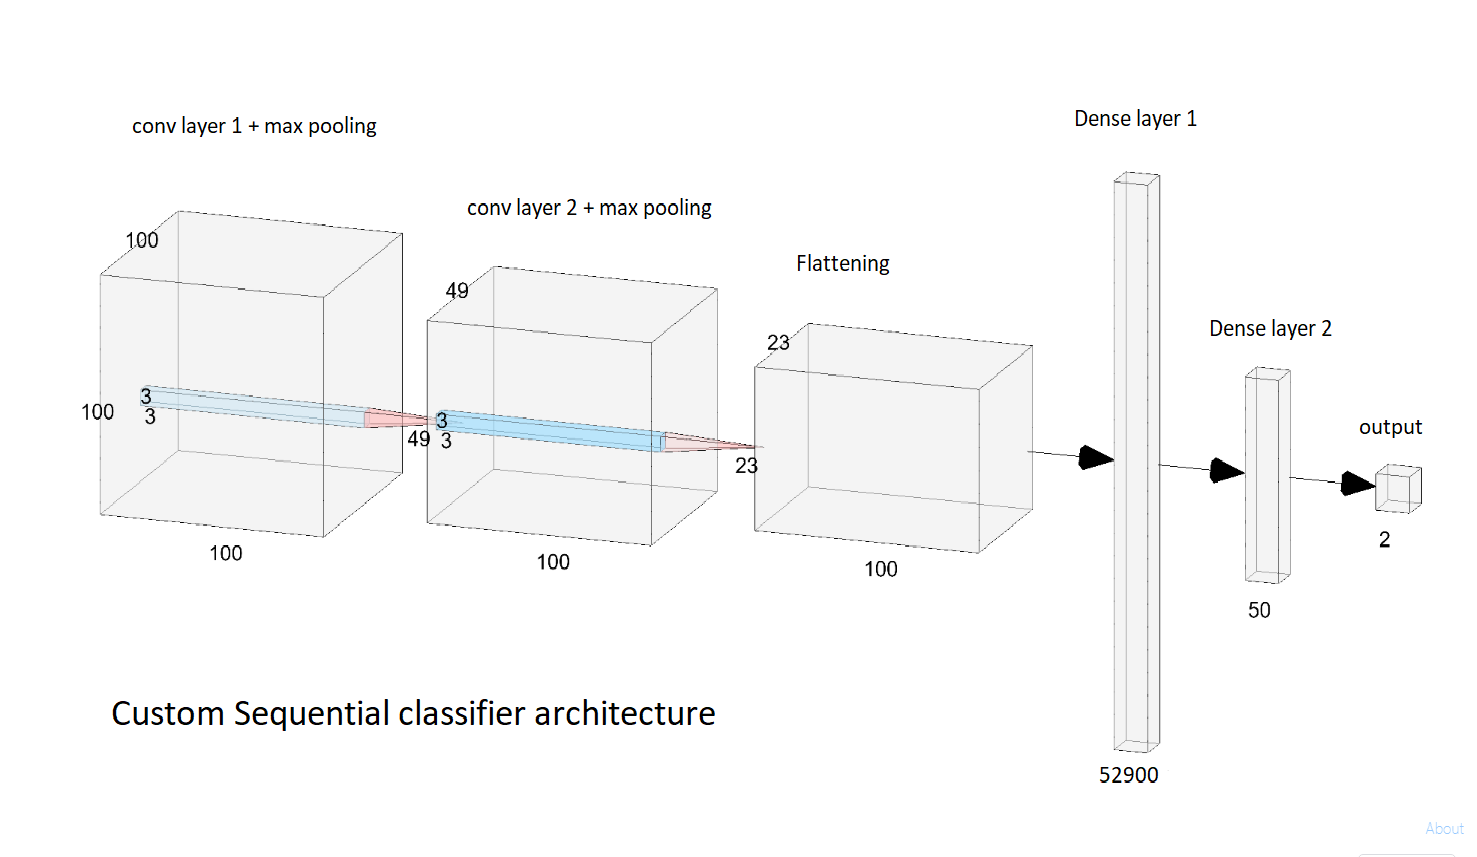 Dense layer 1
conv layer 1 + max pooling
conv layer 2 + max pooling
100
Flattening
49
Dense layer 2
23
3
100
3
3
49
3
output
23
2
100
100
100
50
Custom Sequential classifier architecture
52900
About